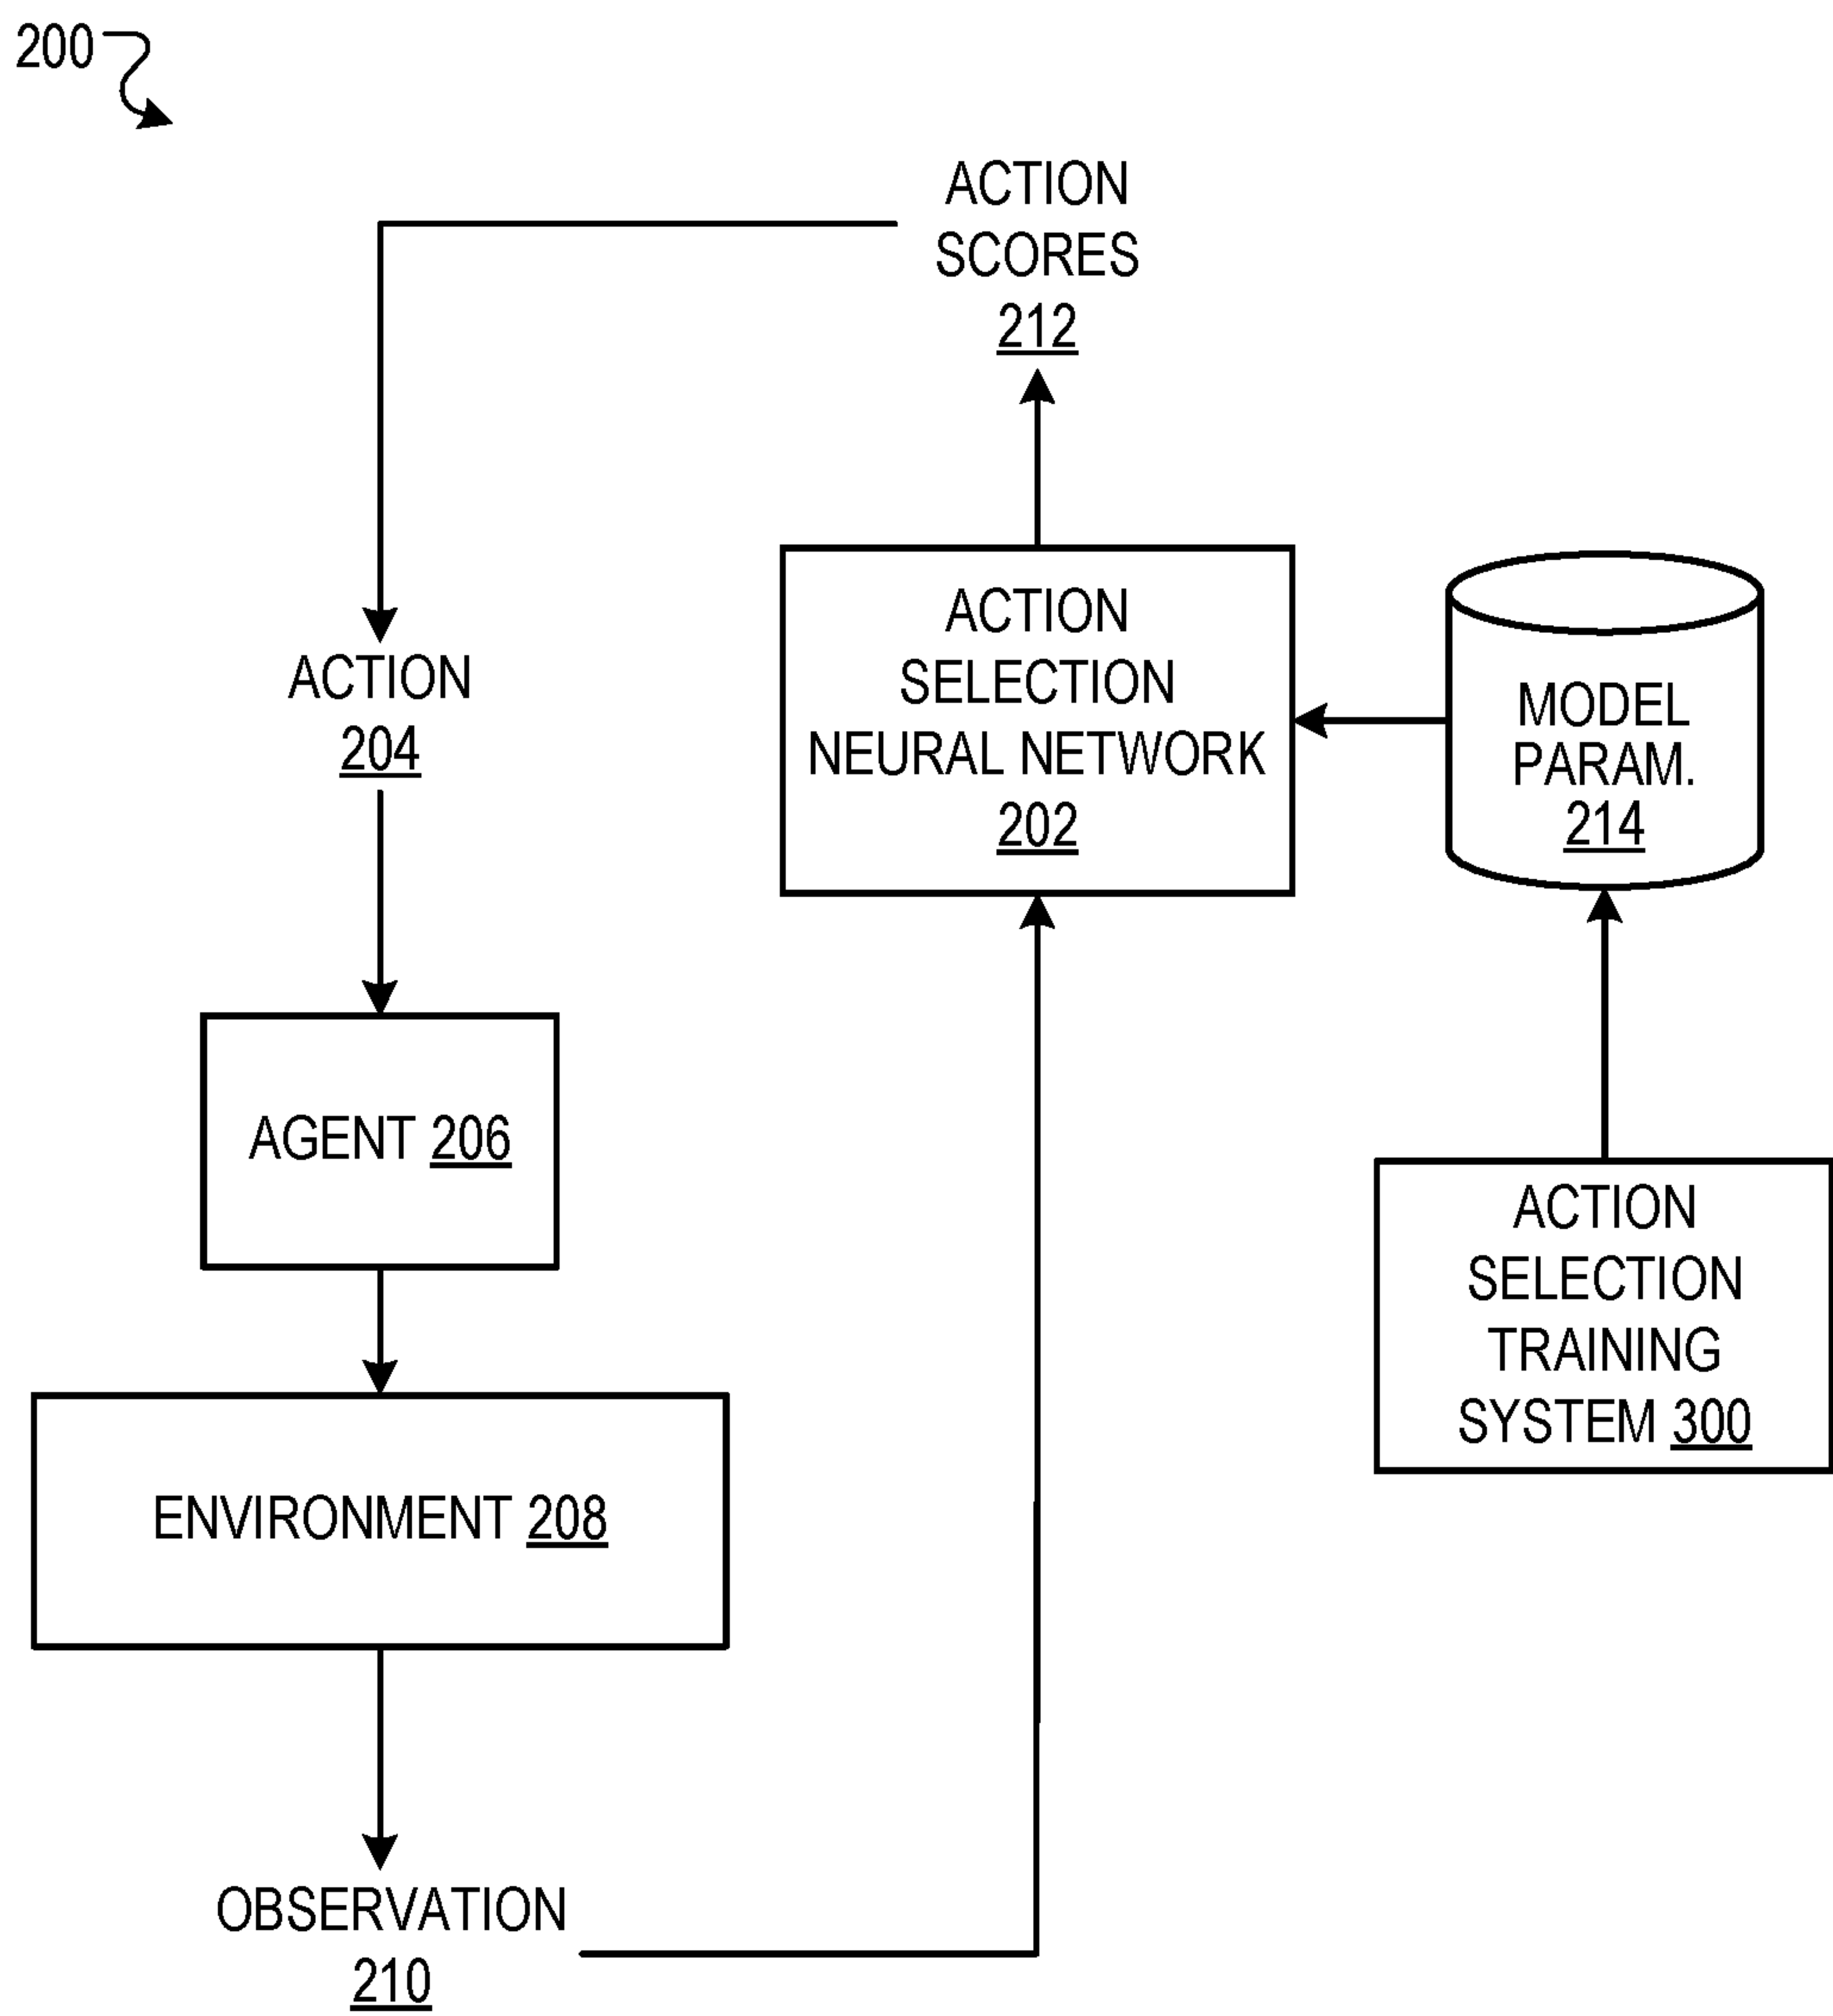 200
ACTION
SCORES
212
ACTION
204
ACTION
SELECTION
NEURAL NETWORK
202
MODEL
PARAM.
214
AGENT 206
ACTION
SELECTION
TRAINING
SYSTEM 300
ENVIRONMENT 208
OBSERVATION
210